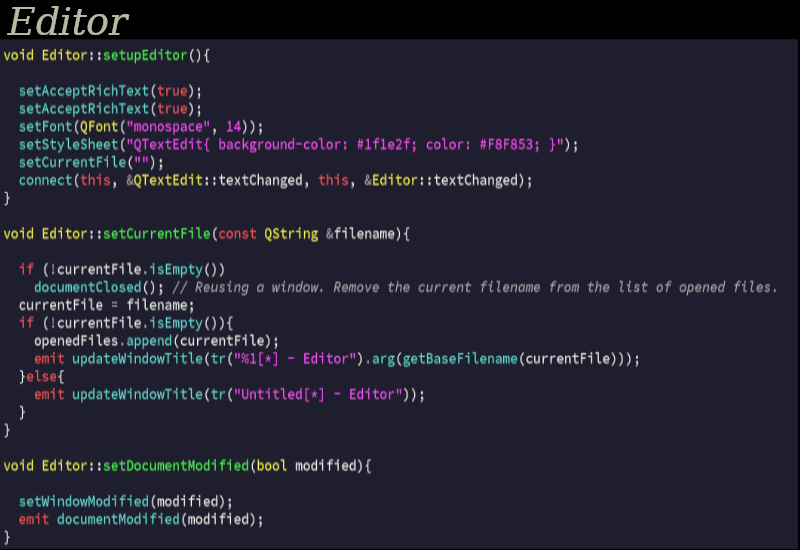 Editor
void Editor::setupEditor(){
setAcceptRichText(true);
setAcceptRichText(true);
setFont(QFont("monospace", 14));
setStyleSheet("QTextEdit{ background-color: #1f1e2f; color: #F8F853; }");
setCurrentFile("");
connect(this, &QTextEdit::textChanged, this, &Editor::textChanged);
}
void Editor::setCurrentFile(const QString &filename){
if (!currentFile.isEmpty())
documentClosed(); // Reusing a window. Remove the current filename from the list of opened files.
currentFile = filename;
if (!currentFile.isEmpty()){
openedFiles.append(currentFile);
emit updateWindowTitle(tr("%1[*] - Editor").arg(getBaseFilename(currentFile)));
}else{
emit updateWindowTitle(tr("Untitled[*] - Editor"));
}
}
void Editor::setDocumentModified(bool modified){
setWindowModified(modified);
emit documentModified(modified);
}